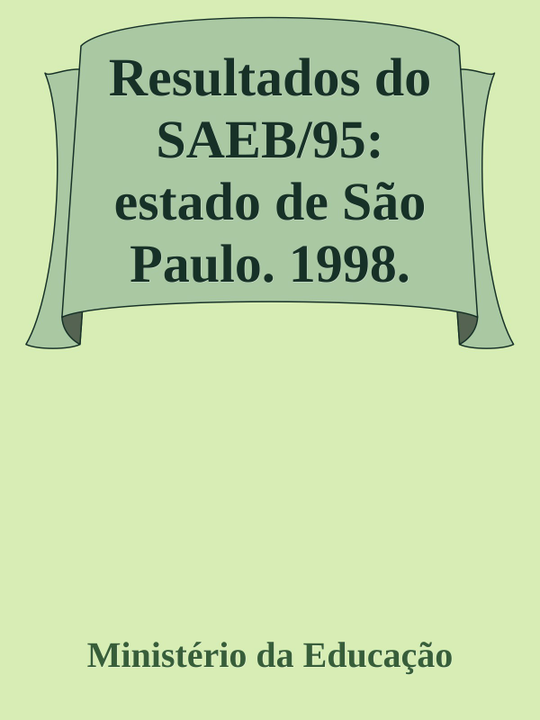 Resultados do
SAEB/95:
estado de São
Paulo. 1998.
Ministério da Educação